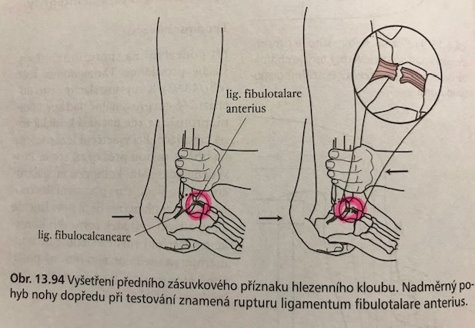 lig. fibulotalare
anterius
lig. fibulocalcaneare
Obr. 13.94 Vyšetření předního zásuvkového příznaku hlezenního kloubu. Nadměrný po-
hyb nohy dopředu při testování znamená rupturu ligamentum fibulotalare anterius.